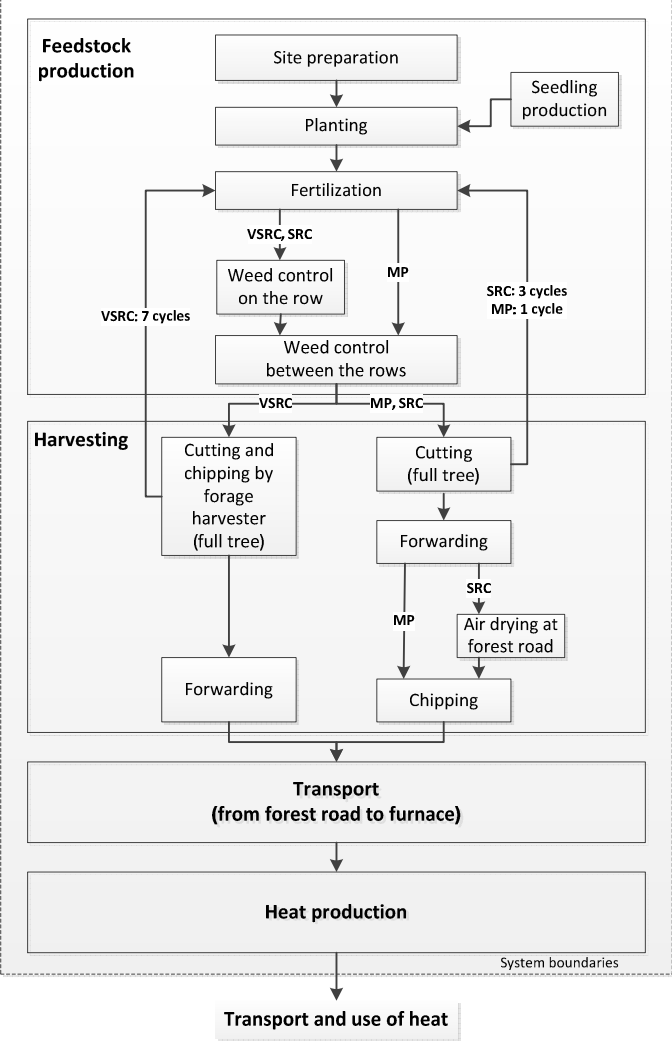 Feedstock
production
Site preparation
Seedling
production
Planting
Fertilization
VSRC, SRC
MP
Weed control
on the row
VSRC: 7 cycles
SRC: 3 cycles
MP: 1 cycle
Weed control
between the rows
VSRC
MP, SRC
Harvesting
Cutting and
chipping by
forage
harvester
(full tree)
Cutting
(full tree)
Forwarding
SRC
MP
Air drying at
forest road
Forwarding
Chipping
Transport
(from forest road to furnace)
Heat production
System boundaries
Transport and use of heat